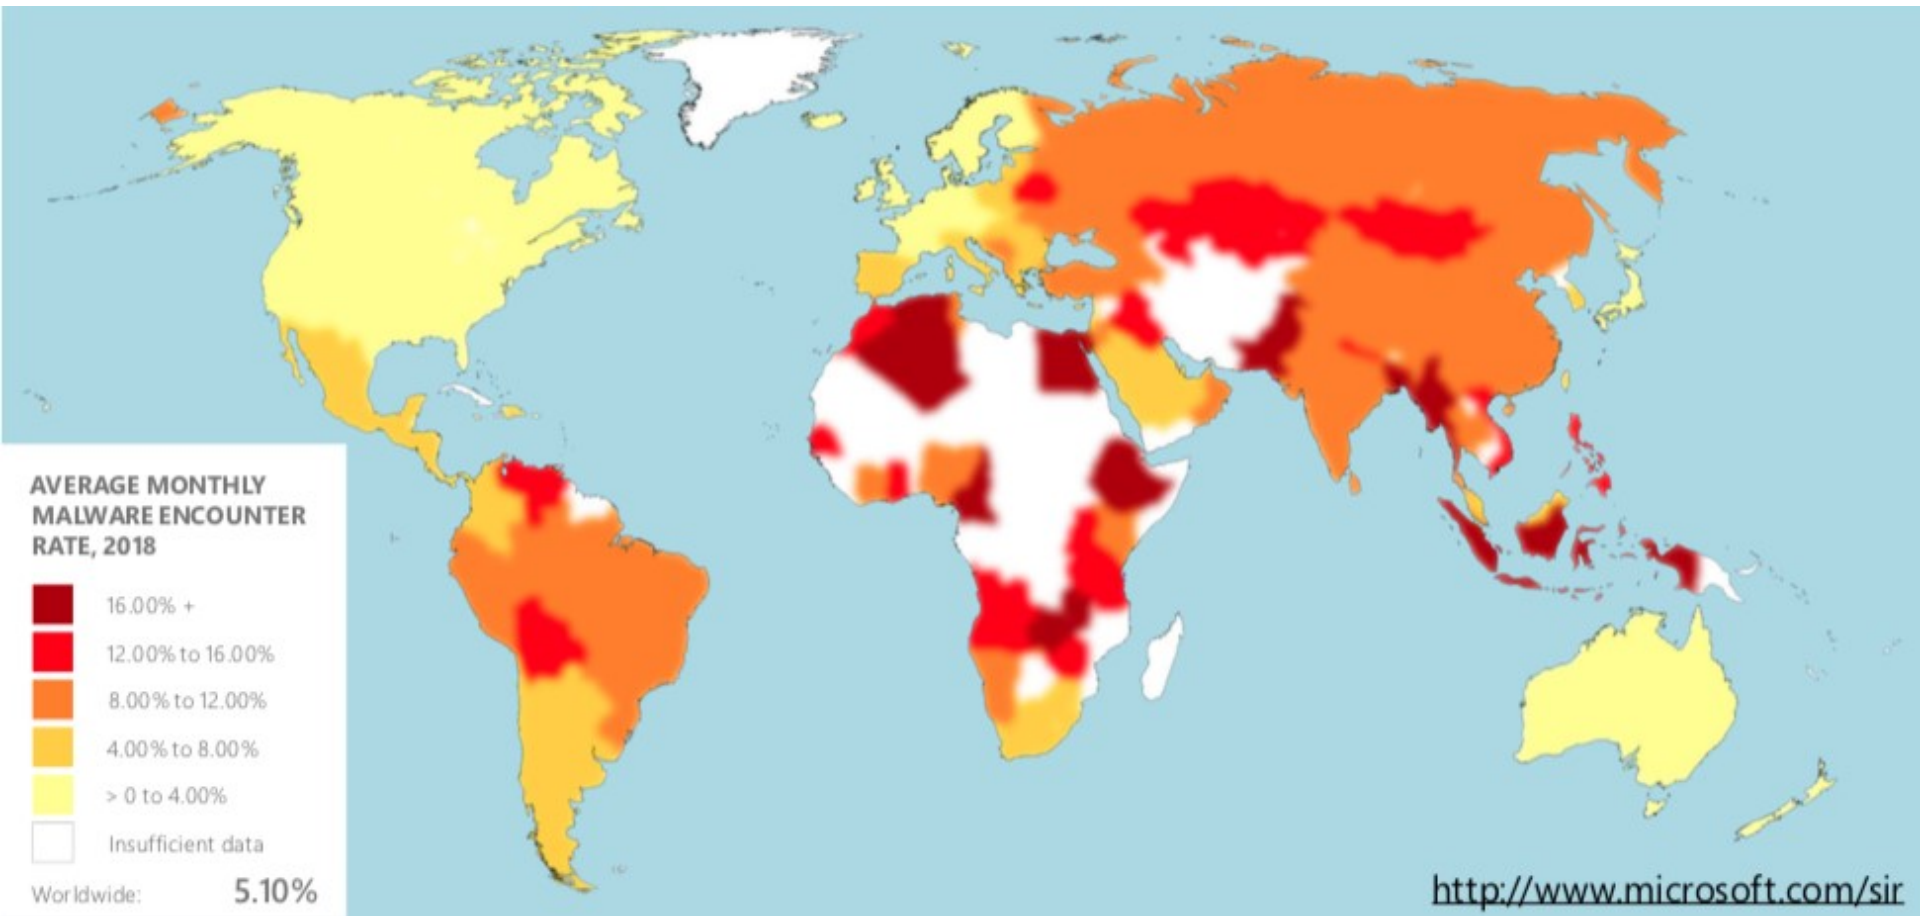 AVERAGE MONTHLY
MALWARE ENCOUNTER
RATE, 2018
16.00% +
12.00% to 16.00%
8.00% to 12.00%
4.00% to 8.00%
> 0 to 4.00%
Insufficient data
Worldwide: 5.10%
http://www.microsoft.com/sir